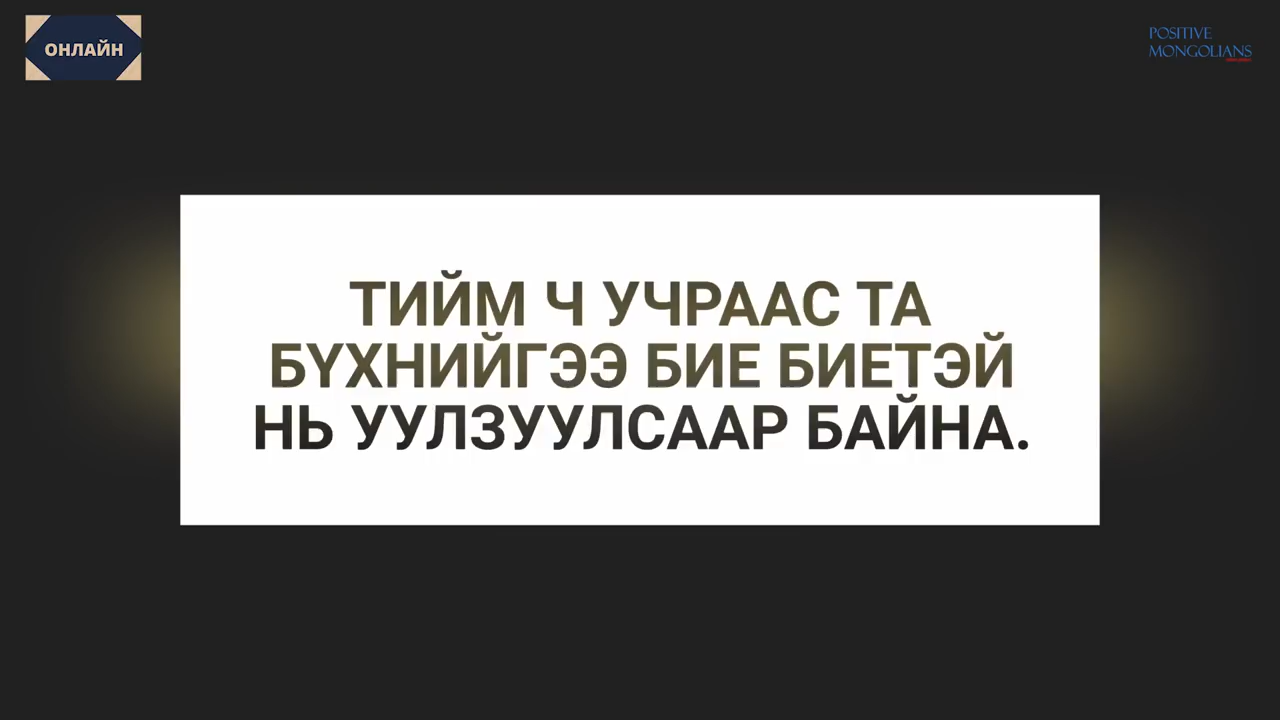 ОНЛАЙН
POSITIVE
MONGOLIANS
ТИЙМ Ч УЧРААС ТА
БҮХНИЙГЭЭ БИЕ БИЕТЭЙ
НЬ УУЛЗУУЛСААР БАЙНА.